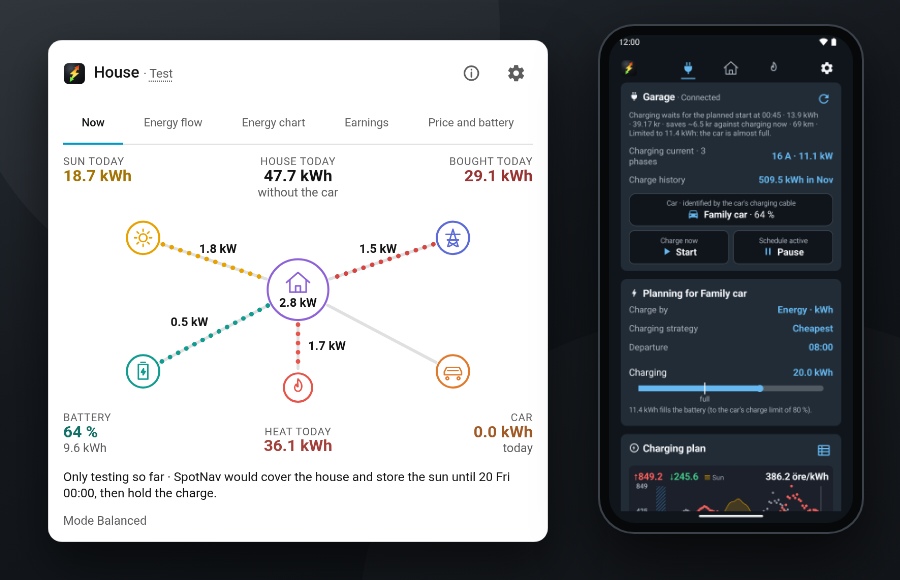 House · Test
Now
Energy flow
Energy chart
Earnings
Price and battery
SUN TODAY
18.7 kWh
HOUSE TODAY
47.7 kWh
without the car
BOUGHT TODAY
29.1 kWh
1.8 kW
1.5 kW
2.8 kW
0.5 kW
1.7 kW
BATTERY
64 %
9.6 kWh
HEAT TODAY
36.1 kWh
CAR
0.0 kWh
today
Only testing so far · SpotNav would cover the house and store the sun until 20 Fri
00:00, then hold the charge.
Mode Balanced
12:00
Garage · Connected
Charging waits for the planned start at 00:45 · 13.9 kWh
· 39.17 kr · saves ~6.5 kr against charging now · 69 km ·
Limited to 11.4 kWh: the car is almost full.
Charging current · 3
phases
16 A · 11.1 kW
Charge history
509.5 kWh in Nov
Car · identified by the car's charging cable
Family car · 64 %
Charge now
Start
Schedule active
Pause
Planning for Family car
Charge by
Energy · kWh
Charging strategy
Cheapest
Departure
08:00
Charging
20.0 kWh
full
11.4 kWh fills the battery (to the car's charge limit of 80 %).
Charging plan
↑849.2 ↓245.6 Sun
386.2 öre/kWh
849